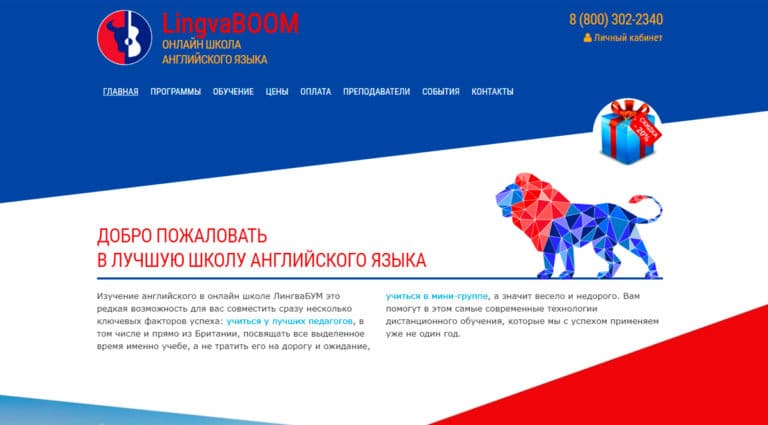 LingvaBOOM
ОНЛАЙН ШКОЛА
АНГЛИЙСКОГО ЯЗЫКА
8 (800) 302-2340
Личный кабинет
ГЛАВНАЯ ПРОГРАММЫ ОБУЧЕНИЕ ЦЕНЫ ОПЛАТА ПРЕПОДАВАТЕЛИ СОБЫТИЯ КОНТАКТЫ
СКИДКА
- 20%
ДОБРО ПОЖАЛОВАТЬ
В ЛУЧШУЮ ШКОЛУ АНГЛИЙСКОГО ЯЗЫКА
Изучение английского в онлайн школе ЛингваБУМ это
редкая возможность для вас совместить сразу несколько
ключевых факторов успеха: учиться у лучших педагогов, в
том числе и прямо из Британии, посвящать все выделенное
время именно учебе, а не тратить его на дорогу и ожидание,
учиться в мини-группе, а значит весело и недорого. Вам
помогут в этом самые современные технологии
дистанционного обучения, которые мы с успехом применяем
уже не один год.